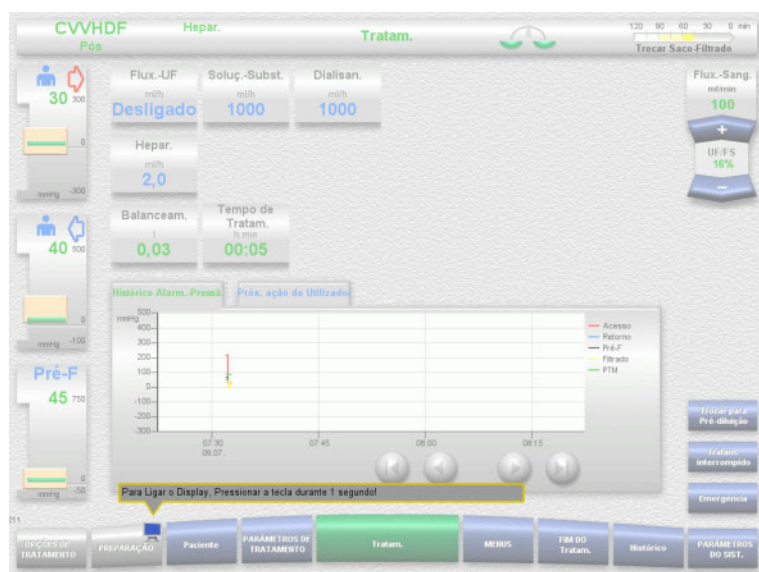 CVVHDF
Pós
Hepar.
Tratam.
120 90 60 30 0 min
Trocar Saco-Filtrado
30
300
0
-300
mmHg
40
500
0
-100
mmHg
Pré-F
45
750
0
-50
mmHg
Flux.-UF
ml/h
Desligado
Soluç.-Subst.
ml/h
1000
Dialisan.
ml/h
1000
Hepar.
ml/h
2,0
Balanceam.
l
0,03
Tempo de
Tratam.
h:min
00:05
Flux.-Sang.
ml/min
100
+
UF/FS
16%
−
Histórico Alarm.-Pressã.
Próx. ação do Utilizador
mmHg
500
400
300
200
100
0
-100
-200
-300
07:30
08.07.
07:45
08:00
08:15
Acesso
Retorno
Pré-F
Filtrado
PTM
Para Ligar o Display, Pressionar a tecla durante 1 segundo!
Trocar para
Pré-diluição
Tratam.
interrompido
Emergência
OPÇÕES DE
TRATAMENTO
PREPARAÇÃO
Paciente
PARÂMETROS DE
TRATAMENTO
Tratam.
MENUS
FIM DO
Tratam.
Histórico
PARÂMETROS
DO SIST.